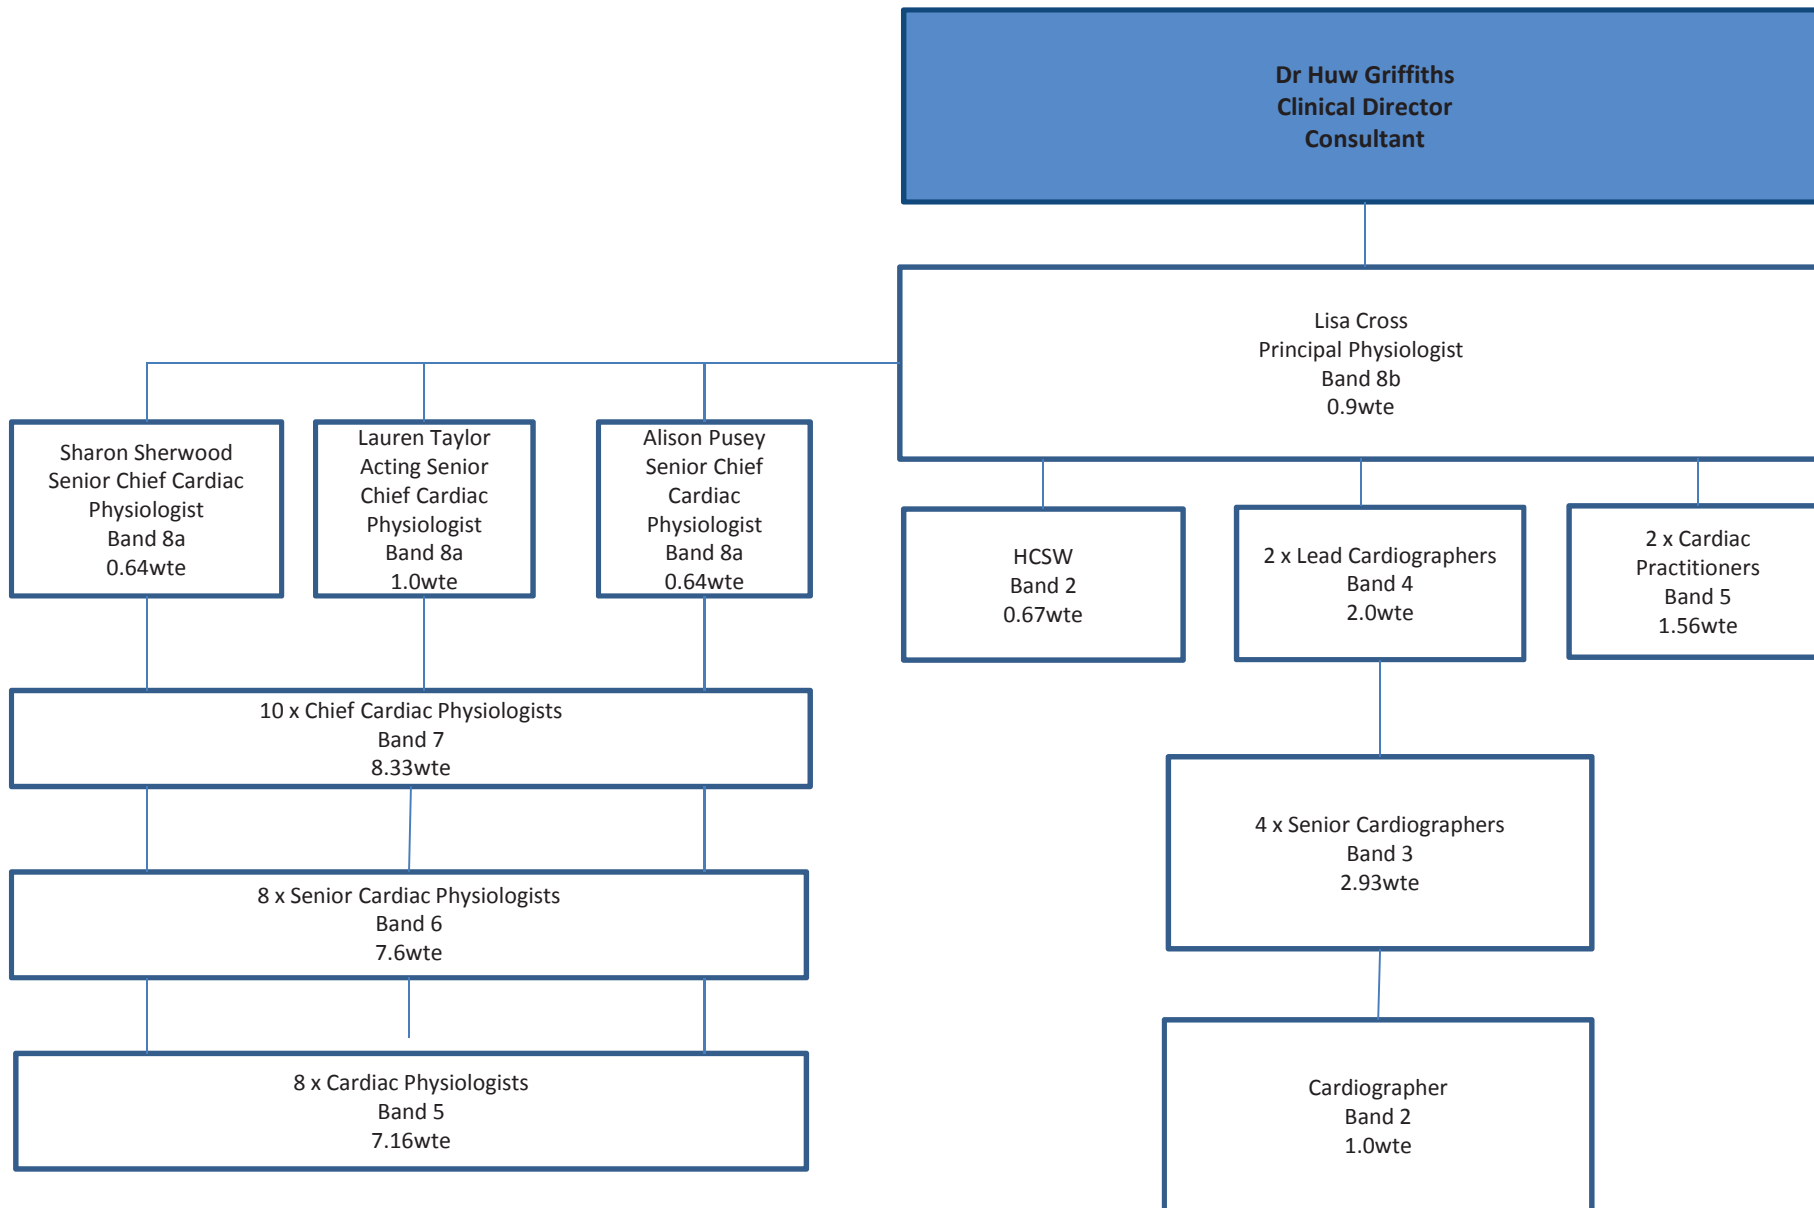 Dr Huw Griffiths
Clinical Director
Consultant
Lisa Cross
Principal Physiologist
Band 8b
0.9wte
Sharon Sherwood
Senior Chief Cardiac
Physiologist
Band 8a
0.64wte
Lauren Taylor
Acting Senior
Chief Cardiac
Physiologist
Band 8a
1.0wte
Alison Pusey
Senior Chief
Cardiac
Physiologist
Band 8a
0.64wte
HCSW
Band 2
0.67wte
2 x Lead Cardiographers
Band 4
2.0wte
2 x Cardiac
Practitioners
Band 5
1.56wte
10 x Chief Cardiac Physiologists
Band 7
8.33wte
4 x Senior Cardiographers
Band 3
2.93wte
8 x Senior Cardiac Physiologists
Band 6
7.6wte
8 x Cardiac Physiologists
Band 5
7.16wte
Cardiographer
Band 2
1.0wte